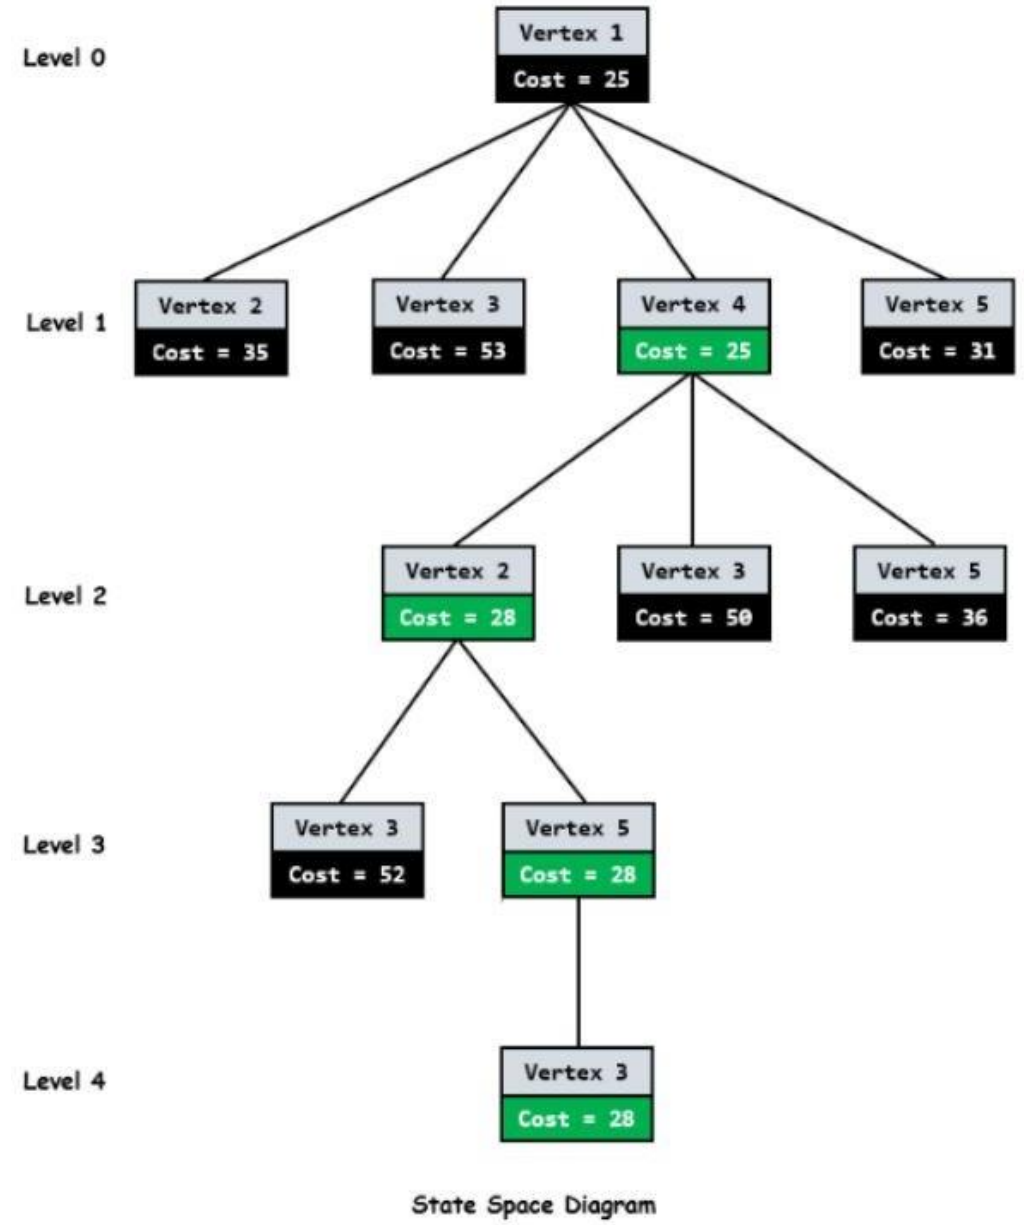 Level 0
Vertex 1
Cost = 25
Level 1
Vertex 2
Cost = 35
Vertex 3
Cost = 53
Vertex 4
Cost = 25
Vertex 5
Cost = 31
Level 2
Vertex 2
Cost = 28
Vertex 3
Cost = 50
Vertex 5
Cost = 36
Level 3
Vertex 3
Cost = 52
Vertex 5
Cost = 28
Level 4
Vertex 3
Cost = 28
State Space Diagram